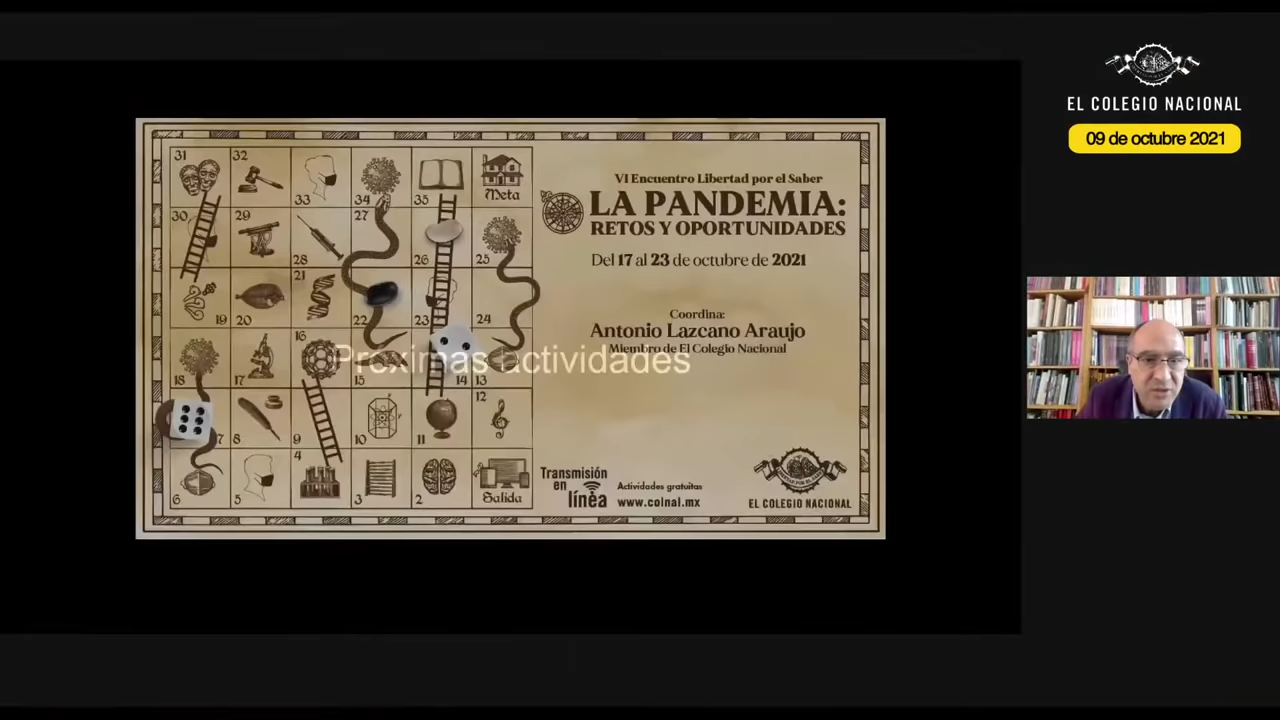 EL COLEGIO NACIONAL
09 de octubre 2021
VI Encuentro Libertad por el Saber
LA PANDEMIA:
RETOS Y OPORTUNIDADES
Del 17 al 23 de octubre de 2021
Coordina:
Antonio Lazcano Araujo
Miembro de El Colegio Nacional
Próximas actividades
Transmisión
en
línea
Actividades gratuitas
www.colnal.mx
EL COLEGIO NACIONAL
31 32 33 34 35 Meta
30 29 28 27 26 25
19 20 21 22 23 24
18 17 16 15 14 13
7 8 9 10 11 12
6 5 4 3 2 Salida